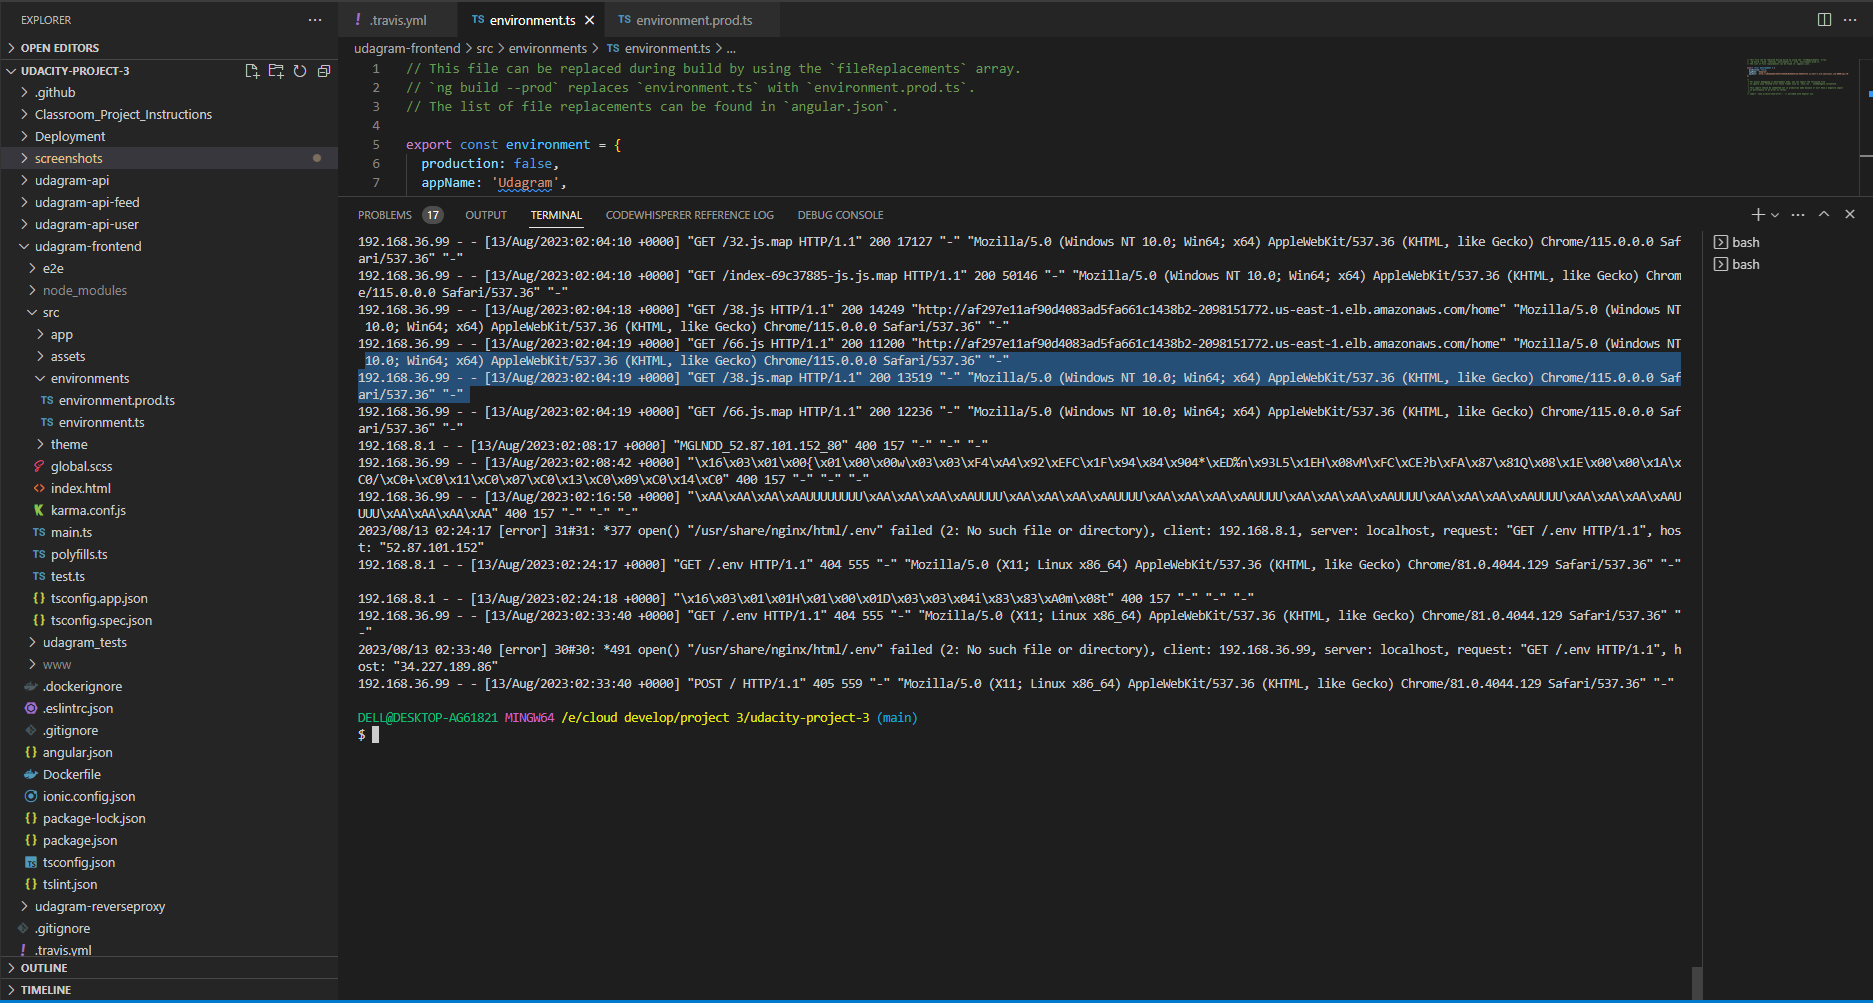 EXPLORER
OPEN EDITORS
UDACITY-PROJECT-3
.github
Classroom_Project_Instructions
Deployment
screenshots
udagram-api
udagram-api-feed
udagram-api-user
udagram-frontend
e2e
node_modules
src
app
assets
environments
TS environment.prod.ts
TS environment.ts
theme
global.scss
index.html
karma.conf.js
TS main.ts
TS polyfills.ts
TS test.ts
{} tsconfig.app.json
{} tsconfig.spec.json
udagram_tests
www
.dockerignore
.eslintrc.json
.gitignore
{} angular.json
Dockerfile
ionic.config.json
{} package-lock.json
{} package.json
tsconfig.json
{} tslint.json
udagram-reverseproxy
.gitignore
! .travis.yml
OUTLINE
TIMELINE
! .travis.yml
TS environment.ts
TS environment.prod.ts
udagram-frontend > src > environments > TS environment.ts > ...
1 // This file can be replaced during build by using the `fileReplacements` array.
2 // `ng build --prod` replaces `environment.ts` with `environment.prod.ts`.
3 // The list of file replacements can be found in `angular.json`.
4
5 export const environment = {
6 production: false,
7 appName: 'Udagram',
PROBLEMS 17 OUTPUT TERMINAL CODEWHISPERER REFERENCE LOG DEBUG CONSOLE
192.168.36.99 - - [13/Aug/2023:02:04:10 +0000] "GET /32.js.map HTTP/1.1" 200 17127 "-" "Mozilla/5.0 (Windows NT 10.0; Win64; x64) AppleWebKit/537.36 (KHTML, like Gecko) Chrome/115.0.0.0 Saf
ari/537.36" "-"
192.168.36.99 - - [13/Aug/2023:02:04:10 +0000] "GET /index-69c37885-js.js.map HTTP/1.1" 200 50146 "-" "Mozilla/5.0 (Windows NT 10.0; Win64; x64) AppleWebKit/537.36 (KHTML, like Gecko) Chrom
e/115.0.0.0 Safari/537.36" "-"
192.168.36.99 - - [13/Aug/2023:02:04:18 +0000] "GET /38.js HTTP/1.1" 200 14249 "http://af297e11af90d4083ad5fa661c1438b2-2098151772.us-east-1.elb.amazonaws.com/home" "Mozilla/5.0 (Windows NT
10.0; Win64; x64) AppleWebKit/537.36 (KHTML, like Gecko) Chrome/115.0.0.0 Safari/537.36" "-"
192.168.36.99 - - [13/Aug/2023:02:04:19 +0000] "GET /66.js HTTP/1.1" 200 11200 "http://af297e11af90d4083ad5fa661c1438b2-2098151772.us-east-1.elb.amazonaws.com/home" "Mozilla/5.0 (Windows NT
10.0; Win64; x64) AppleWebKit/537.36 (KHTML, like Gecko) Chrome/115.0.0.0 Safari/537.36" "-"
192.168.36.99 - - [13/Aug/2023:02:04:19 +0000] "GET /38.js.map HTTP/1.1" 200 13519 "-" "Mozilla/5.0 (Windows NT 10.0; Win64; x64) AppleWebKit/537.36 (KHTML, like Gecko) Chrome/115.0.0.0 Saf
ari/537.36" "-"
192.168.36.99 - - [13/Aug/2023:02:04:19 +0000] "GET /66.js.map HTTP/1.1" 200 12236 "-" "Mozilla/5.0 (Windows NT 10.0; Win64; x64) AppleWebKit/537.36 (KHTML, like Gecko) Chrome/115.0.0.0 Saf
ari/537.36" "-"
192.168.8.1 - - [13/Aug/2023:02:08:17 +0000] "MGLNDD_52.87.101.152_80" 400 157 "-" "-" "-"
192.168.36.99 - - [13/Aug/2023:02:08:42 +0000] "\x16\x03\x01\x00{\x01\x00\x00w\x03\x03\xF4\xA4\x92\xEFC\x1F\x94\x84\x904*\xED%n\x93L5\x1EH\x08vM\xFC\xCE?b\xFA\x87\x81Q\x08\x1E\x00\x00\x1A\x
C0/\xC0+\xC0\x11\xC0\x07\xC0\x13\xC0\x09\xC0\x14\xC0" 400 157 "-" "-" "-"
192.168.36.99 - - [13/Aug/2023:02:16:50 +0000] "\xAA\xAA\xAA\xAAUUUUUUUU\xAA\xAA\xAA\xAAUUUU\xAA\xAA\xAA\xAAUUUU\xAA\xAA\xAA\xAAUUUU\xAA\xAA\xAA\xAAUUUU\xAA\xAA\xAA\xAAUUUU\xAA\xAA\xAA\xAAU
UUU\xAA\xAA\xAA\xAA" 400 157 "-" "-" "-"
2023/08/13 02:24:17 [error] 31#31: *377 open() "/usr/share/nginx/html/.env" failed (2: No such file or directory), client: 192.168.8.1, server: localhost, request: "GET /.env HTTP/1.1", hos
t: "52.87.101.152"
192.168.8.1 - - [13/Aug/2023:02:24:17 +0000] "GET /.env HTTP/1.1" 404 555 "-" "Mozilla/5.0 (X11; Linux x86_64) AppleWebKit/537.36 (KHTML, like Gecko) Chrome/81.0.4044.129 Safari/537.36" "-"
192.168.8.1 - - [13/Aug/2023:02:24:18 +0000] "\x16\x03\x01\x01H\x01\x00\x01D\x03\x03\x04i\x83\x83\xA0m\x08t" 400 157 "-" "-" "-"
192.168.36.99 - - [13/Aug/2023:02:33:40 +0000] "GET /.env HTTP/1.1" 404 555 "-" "Mozilla/5.0 (X11; Linux x86_64) AppleWebKit/537.36 (KHTML, like Gecko) Chrome/81.0.4044.129 Safari/537.36" "
-"
2023/08/13 02:33:40 [error] 30#30: *491 open() "/usr/share/nginx/html/.env" failed (2: No such file or directory), client: 192.168.36.99, server: localhost, request: "GET /.env HTTP/1.1", h
ost: "34.227.189.86"
192.168.36.99 - - [13/Aug/2023:02:33:40 +0000] "POST / HTTP/1.1" 405 559 "-" "Mozilla/5.0 (X11; Linux x86_64) AppleWebKit/537.36 (KHTML, like Gecko) Chrome/81.0.4044.129 Safari/537.36" "-"
DELL@DESKTOP-AG61821 MINGW64 /e/cloud develop/project 3/udacity-project-3 (main)
$
bash
bash